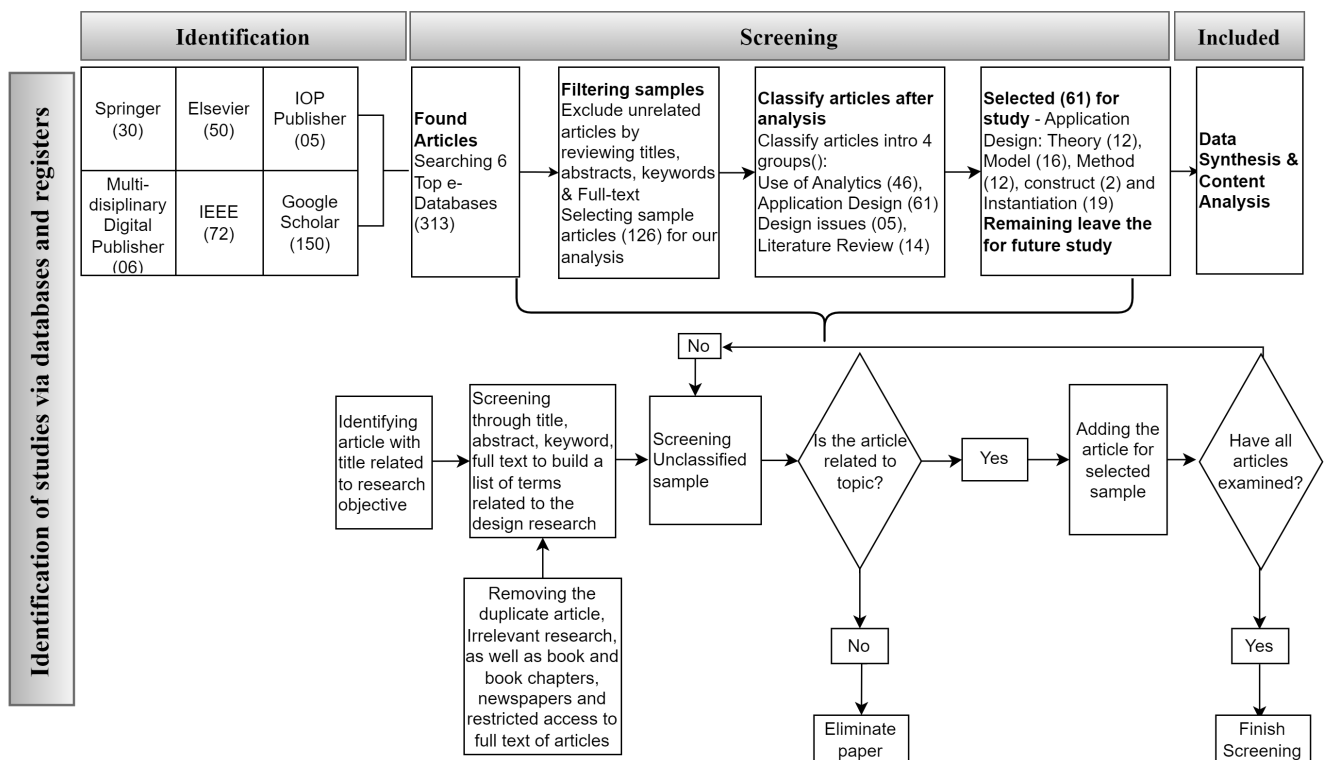 Identification
Screening
Included
Identification of studies via databases and registers
Springer
(30)
Elsevier
(50)
IOP
Publisher
(05)
Multi-
disiplinary
Digital
Publisher
(06)
IEEE
(72)
Google
Scholar
(150)
Found
Articles
Searching 6
Top e-
Databases
(313)
Filtering samples
Exclude unrelated
articles by
reviewing titles,
abstracts, keywords
& Full-text
Selecting sample
articles (126) for our
analysis
Classify articles after
analysis
Classify articles intro 4
groups():
Use of Analytics (46),
Application Design (61)
Design issues (05),
Literature Review (14)
Selected (61) for
study - Application
Design: Theory (12),
Model (16), Method
(12), construct (2) and
Instantiation (19)
Remaining leave the
for future study
Data
Synthesis &
Content
Analysis
No
Identifying
article with
title related
to research
objective
Screening
through title,
abstract, keyword,
full text to build a
list of terms
related to the
design research
Screening
Unclassified
sample
Is the article
related to
topic?
Yes
Adding the
article for
selected
sample
Have all
articles
examined?
Removing the
duplicate article,
Irrelevant research,
as well as book and
book chapters,
newspapers and
restricted access to
full text of articles
No
Yes
Eliminate
paper
Finish
Screening